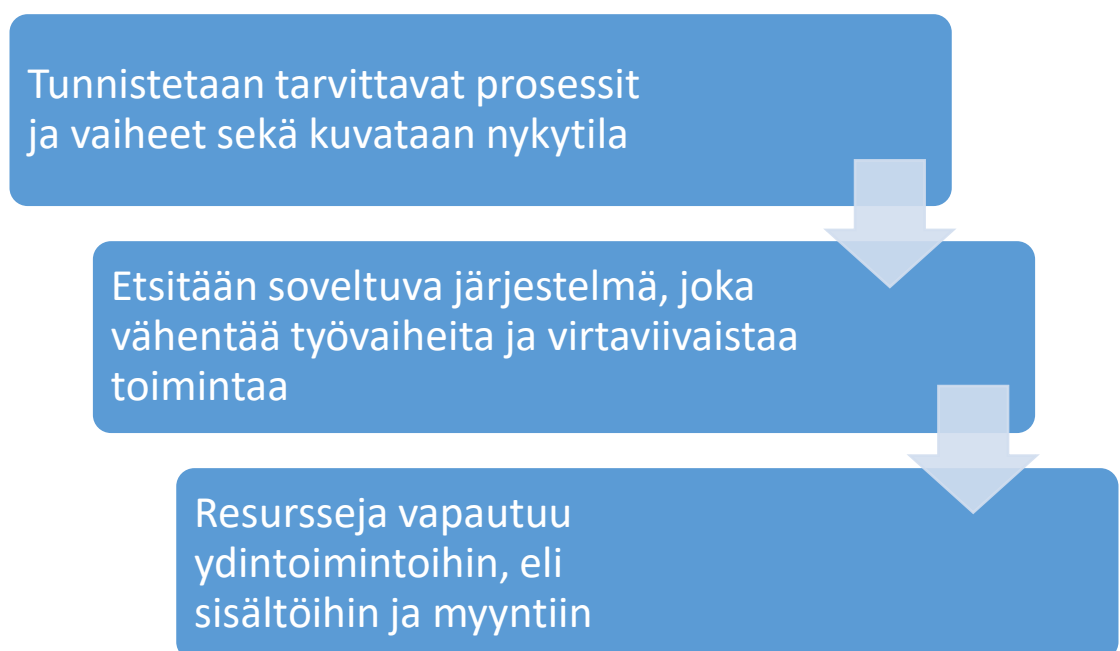 Tunnistetaan tarvittavat prosessit
ja vaiheet sekä kuvataan nykytila
Etsitään soveltuva järjestelmä, joka
vähentää työvaiheita ja virtaviivaistaa
toimintaa
Resursseja vapautuu
ydintoimintoihin, eli
sisältöihin ja myyntiin